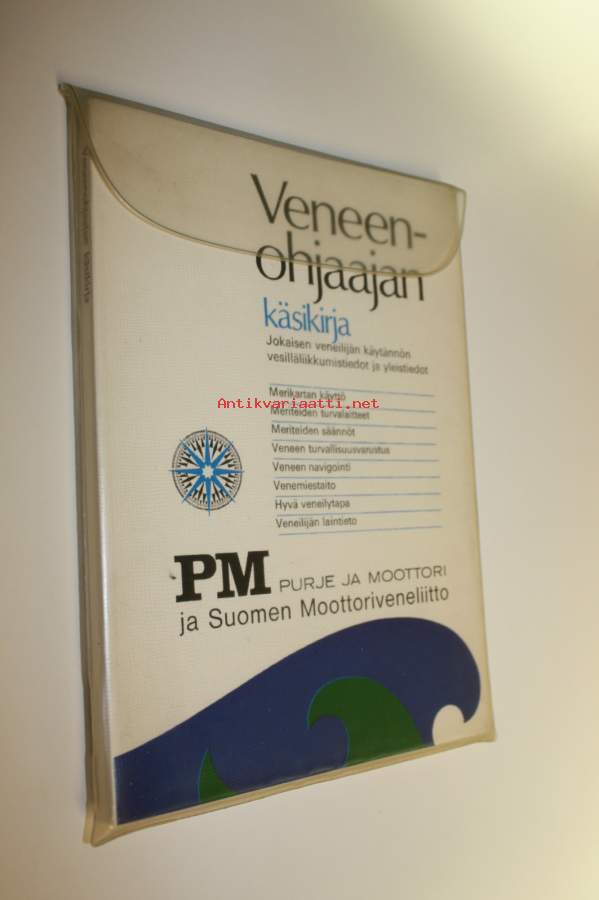 Veneen-
ohjaajan
käsikirja
Jokaisen veneilijän käytännön
vesilläliikkumistiedot ja yleistiedot
Merikartan käyttö
Antikvariaatti.net
Meriteiden turvalaitteet
Meriteiden säännöt
Veneen turvallisuusvarustus
Veneen navigointi
Venemiestaito
Hyvä veneilytapa
Veneilijän laintieto
PM PURJE JA MOOTTORI
ja Suomen Moottoriveneliitto